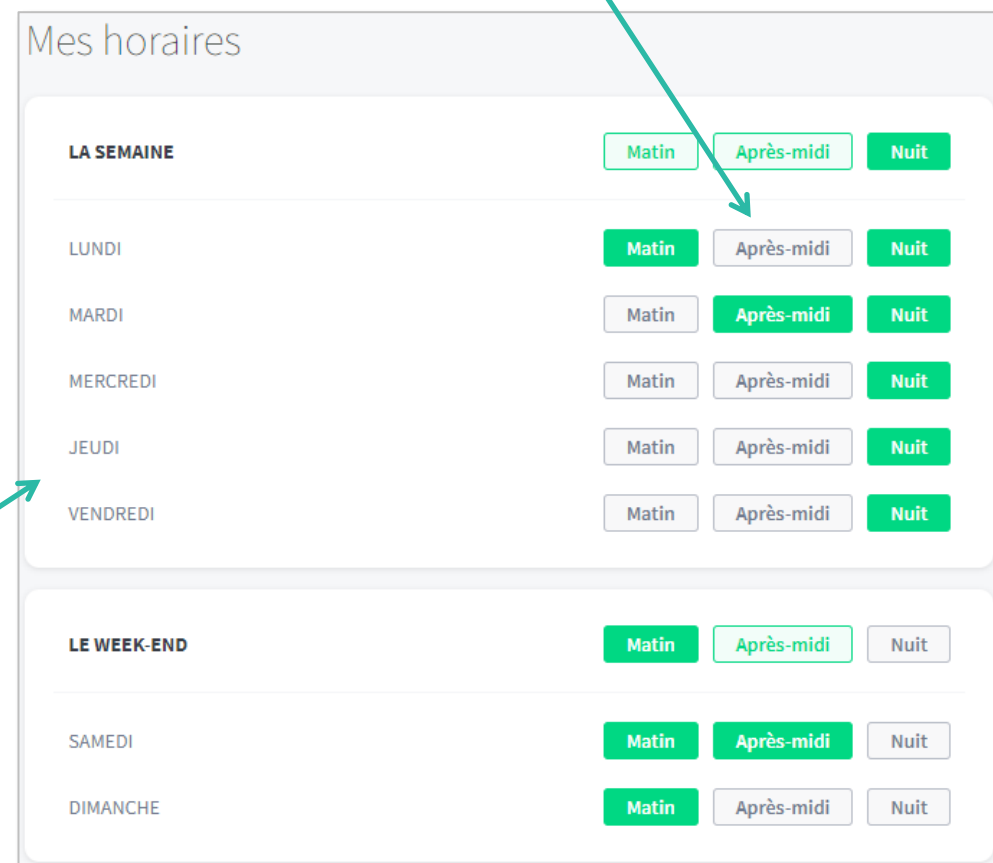 Mes horaires
LA SEMAINE Matin Après-midi Nuit
LUNDI Matin Après-midi Nuit
MARDI Matin Après-midi Nuit
MERCREDI Matin Après-midi Nuit
JEUDI Matin Après-midi Nuit
VENDREDI Matin Après-midi Nuit
LE WEEK-END Matin Après-midi Nuit
SAMEDI Matin Après-midi Nuit
DIMANCHE Matin Après-midi Nuit